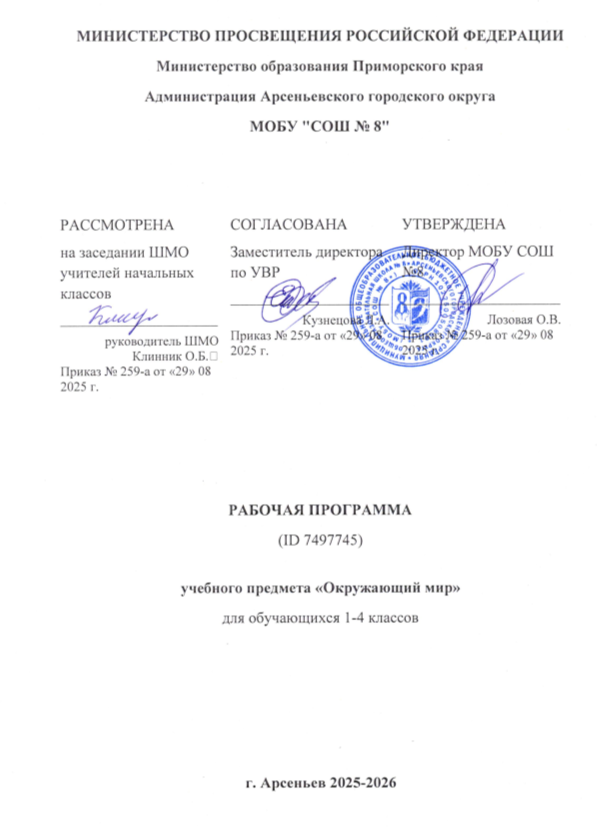 МИНИСТЕРСТВО ПРОСВЕЩЕНИЯ РОССИЙСКОЙ ФЕДЕРАЦИИ
Министерство образования Приморского края
Администрация Арсеньевского городского округа
МОБУ "СОШ № 8"
РАССМОТРЕНА
на заседании ШМО
учителей начальных
классов
руководитель ШМО
Клинник О.Б.
Приказ № 259-а от «29» 08
2025 г.
СОГЛАСОВАНА
Заместитель директора
по УВР
Кузнецова
Приказ № 259-а от «29» 08
2025 г.
УТВЕРЖДЕНА
Директор МОБУ СОШ
№8
Лозовая О.В.
Приказ № 259-а от «29» 08
2025 г.
РАБОЧАЯ ПРОГРАММА
(ID 7497745)
учебного предмета «Окружающий мир»
для обучающихся 1-4 классов
г. Арсеньев 2025-2026